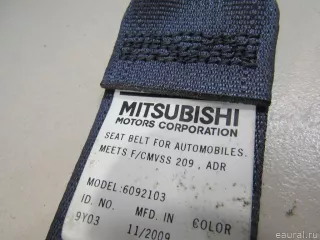 MITSUBISHI
MOTORS CORPORATION
SEAT BELT FOR AUTOMOBILES.
MEETS F/CMVSS 209 , ADR
MODEL:6092103
ID. NO. MFD. IN COLOR
9Y03 11/2009
eaural.ru